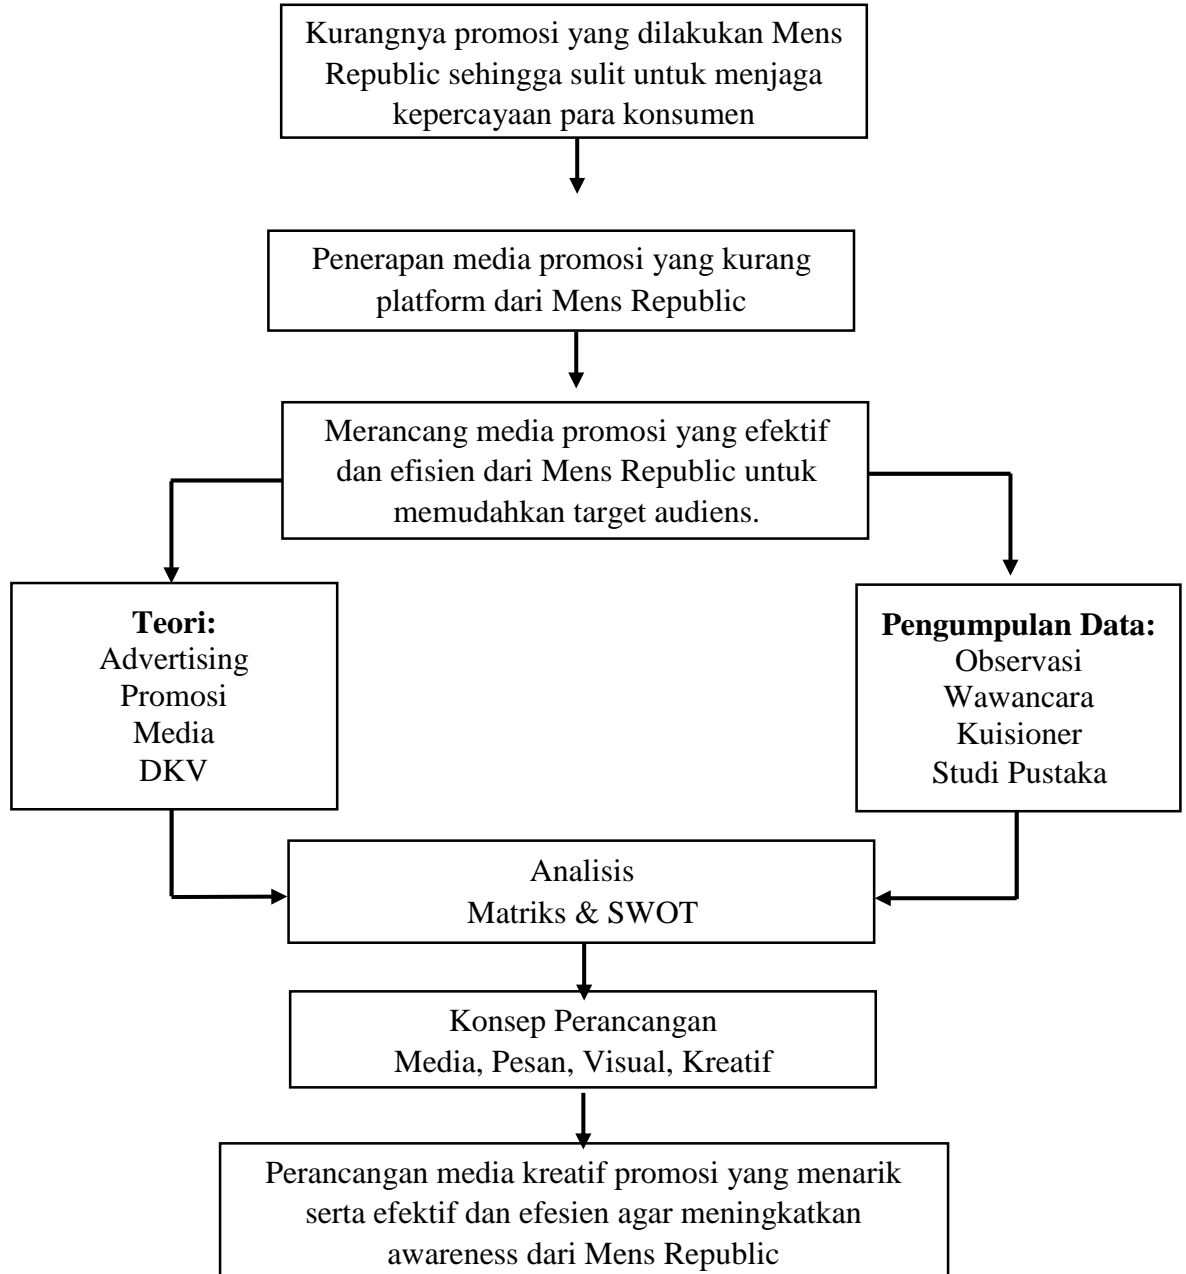 Kurangnya promosi yang dilakukan Mens
Republic sehingga sulit untuk menjaga
kepercayaan para konsumen
Penerapan media promosi yang kurang
platform dari Mens Republic
Merancang media promosi yang efektif
dan efisien dari Mens Republic untuk
memudahkan target audiens.
Teori:
Advertising
Promosi
Media
DKV
Pengumpulan Data:
Observasi
Wawancara
Kuisioner
Studi Pustaka
Analisis
Matriks & SWOT
Konsep Perancangan
Media, Pesan, Visual, Kreatif
Perancangan media kreatif promosi yang menarik
serta efektif dan efesien agar meningkatkan
awareness dari Mens Republic